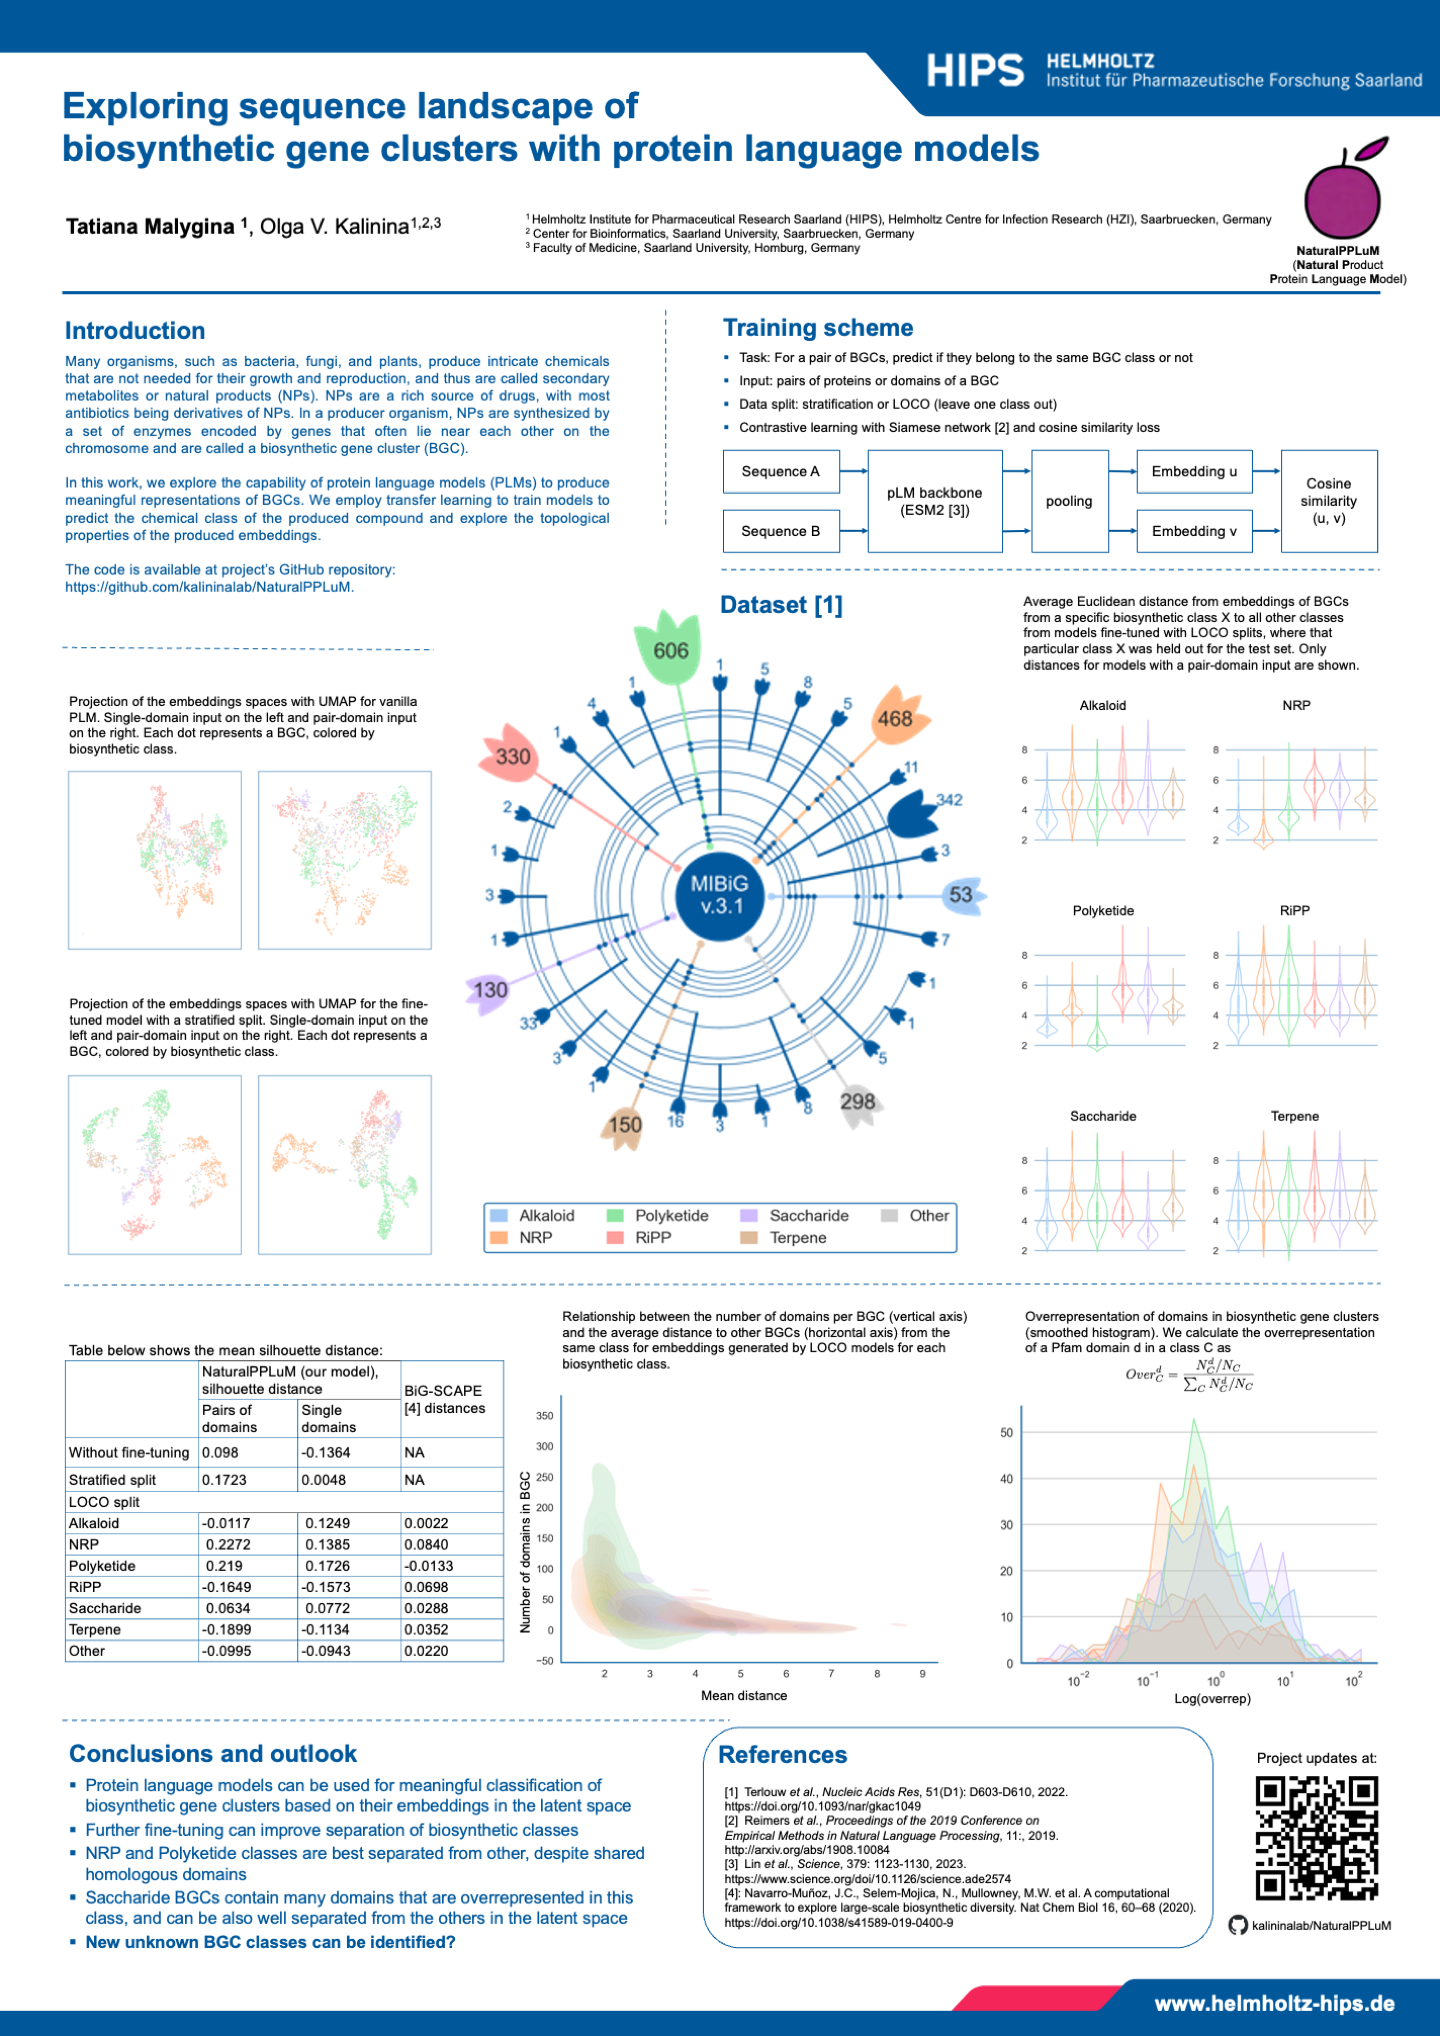 HIPS
HELMHOLTZ
Institut für Pharmazeutische Forschung Saarland
Exploring sequence landscape of
biosynthetic gene clusters with protein language models
Tatiana Malygina 1, Olga V. Kalinina1,2,3
1 Helmholtz Institute for Pharmaceutical Research Saarland (HIPS), Helmholtz Centre for Infection Research (HZI), Saarbruecken, Germany
2 Center for Bioinformatics, Saarland University, Saarbruecken, Germany
3 Faculty of Medicine, Saarland University, Homburg, Germany
NaturalPPLuM
(Natural Product
Protein Language Model)
Introduction
Many organisms, such as bacteria, fungi, and plants, produce intricate chemicals
that are not needed for their growth and reproduction, and thus are called secondary
metabolites or natural products (NPs). NPs are a rich source of drugs, with most
antibiotics being derivatives of NPs. In a producer organism, NPs are synthesized by
a set of enzymes encoded by genes that often lie near each other on the
chromosome and are called a biosynthetic gene cluster (BGC).
In this work, we explore the capability of protein language models (PLMs) to produce
meaningful representations of BGCs. We employ transfer learning to train models to
predict the chemical class of the produced compound and explore the topological
properties of the produced embeddings.
The code is available at project's GitHub repository:
https://github.com/kalininalab/NaturalPPLuM.
Training scheme
▪ Task: For a pair of BGCs, predict if they belong to the same BGC class or not
▪ Input: pairs of proteins or domains of a BGC
▪ Data split: stratification or LOCO (leave one class out)
▪ Contrastive learning with Siamese network [2] and cosine similarity loss
Sequence A
Sequence B
pLM backbone
(ESM2 [3])
pooling
Embedding u
Embedding v
Cosine
similarity
(u, v)
Projection of the embeddings spaces with UMAP for vanilla
PLM. Single-domain input on the left and pair-domain input
on the right. Each dot represents a BGC, colored by
biosynthetic class.
Projection of the embeddings spaces with UMAP for the fine-
tuned model with a stratified split. Single-domain input on the
left and pair-domain input on the right. Each dot represents a
BGC, colored by biosynthetic class.
Dataset [1]
606
1
5
8
5
468
11
342
3
53
7
1
1
5
298
8
1
3
16
150
1
3
33
130
1
3
1
2
330
1
4
1
MIBiG
v.3.1
Alkaloid Polyketide Saccharide Other
NRP RiPP Terpene
Average Euclidean distance from embeddings of BGCs
from a specific biosynthetic class X to all other classes
from models fine-tuned with LOCO splits, where that
particular class X was held out for the test set. Only
distances for models with a pair-domain input are shown.
Alkaloid NRP
8 8
6 6
4 4
2 2
Polyketide RiPP
8 8
6 6
4 4
2 2
Saccharide Terpene
8 8
6 6
4 4
2 2
Table below shows the mean silhouette distance:
NaturalPPLuM (our model),
silhouette distance
BiG-SCAPE
[4] distances
Pairs of
domains
Single
domains
Without fine-tuning 0.098 -0.1364 NA
Stratified split 0.1723 0.0048 NA
LOCO split
Alkaloid -0.0117 0.1249 0.0022
NRP 0.2272 0.1385 0.0840
Polyketide 0.219 0.1726 -0.0133
RiPP -0.1649 -0.1573 0.0698
Saccharide 0.0634 0.0772 0.0288
Terpene -0.1899 -0.1134 0.0352
Other -0.0995 -0.0943 0.0220
Relationship between the number of domains per BGC (vertical axis)
and the average distance to other BGCs (horizontal axis) from the
same class for embeddings generated by LOCO models for each
biosynthetic class.
Number of domains in BGC
350
300
250
200
150
100
50
0
−50
2 3 4 5 6 7 8 9
Mean distance
Overrepresentation of domains in biosynthetic gene clusters
(smoothed histogram). We calculate the overrepresentation
of a Pfam domain d in a class C as
Over_C^d = (N_C^d/N_C) / (∑_C N_C^d/N_C)
50
40
30
20
10
0
10^−2 10^−1 10^0 10^1 10^2
Log(overrep)
Conclusions and outlook
▪ Protein language models can be used for meaningful classification of
biosynthetic gene clusters based on their embeddings in the latent space
▪ Further fine-tuning can improve separation of biosynthetic classes
▪ NRP and Polyketide classes are best separated from other, despite shared
homologous domains
▪ Saccharide BGCs contain many domains that are overrepresented in this
class, and can be also well separated from the others in the latent space
▪ New unknown BGC classes can be identified?
References
[1] Terlouw et al., Nucleic Acids Res, 51(D1): D603-D610, 2022.
https://doi.org/10.1093/nar/gkac1049
[2] Reimers et al., Proceedings of the 2019 Conference on
Empirical Methods in Natural Language Processing, 11:, 2019.
http://arxiv.org/abs/1908.10084
[3] Lin et al., Science, 379: 1123-1130, 2023.
https://www.science.org/doi/10.1126/science.ade2574
[4]: Navarro-Muñoz, J.C., Selem-Mojica, N., Mullowney, M.W. et al. A computational
framework to explore large-scale biosynthetic diversity. Nat Chem Biol 16, 60–68 (2020).
https://doi.org/10.1038/s41589-019-0400-9
Project updates at:
kalininalab/NaturalPPLuM
www.helmholtz-hips.de